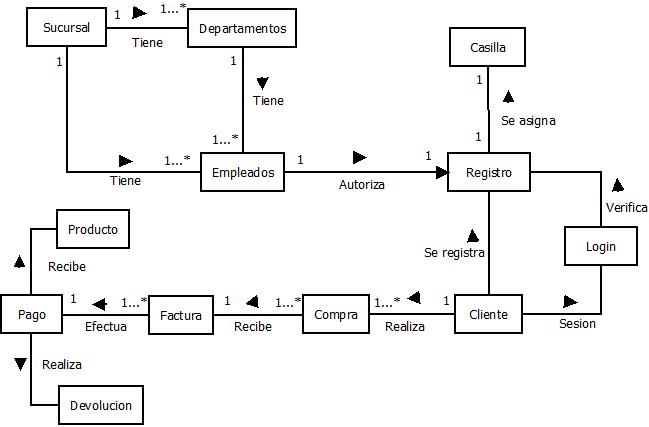 Sucursal
1
1...*
Departamentos
Tiene
Casilla
1
1
1
Tiene
Se asigna
1...*
1
1...*
Empleados
1
1
Registro
Tiene
Autoriza
Verifica
Producto
Login
Se registra
Recibe
Pago
1
1...*
Factura
1
1...*
Compra
1...*
1
Cliente
Efectua
Recibe
Realiza
Sesion
Realiza
Devolucion